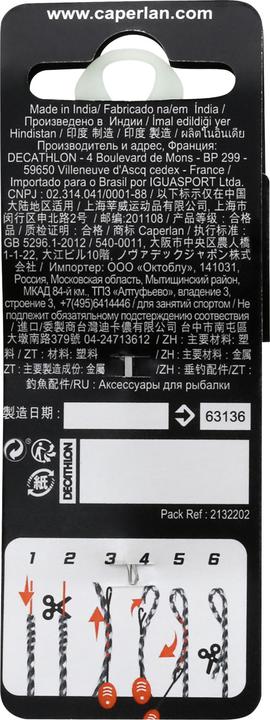 www.caperlan.com
Made in India/ Fabricado na/em Índia/
Произведено в Индии / İmal edildiği yer
Hindistan / 印度 制造 / 印度 製造 / ผลิตในอินเดีย
Производитель и адрес, Франция:
DECATHLON - 4 Boulevard de Mons - BP 299 -
59650 Villeneuve d'Ascq cedex - France /
Importado para o Brasil por IGUASPORT Ltda.
CNPJ : 02.314.041/0001-88 / 以下标示仅在中国
大陆地区适用 / 上海莘威运动品有限公司，上海市
闵行区申北路2号 / 邮编:201108 / 产品等级：合格
品 / 质检证明：合格 / 商标 Caperlan / 执行标准：
GB 5296.1-2012 / 540-0011, 大阪市中央区農人橋
1-1-22, 大江ビル10階, ノヴァデックジャポン株式会
社 / Импортер: ООО «Октоблу», 141031,
Россия, Московская область, Мытищинский район,
МКАД 84-й км., ТПЗ «Алтуфьево», владение 3,
строение 3, +7(495)6414446 / для занятий спортом / Не
подлежит обязательному подтверждению соответствия
/ 進口/委製商台灣迪卡儂有限公司 台中市南屯區
大墩南路379號 04-24713612 / ZH : 主要材料: 塑
料/ ZT : 材料: 塑料 / ZH : 主要材料: 金属
/ZT : 主要製造成份: 金屬 /ZH : 垂钓配件/ZT :
釣魚配件/RU : Аксессуары для рыбалки
製造日期:
63136
紙
DECATHLON
Pack Ref : 2132202
1 2 3 4 5 6